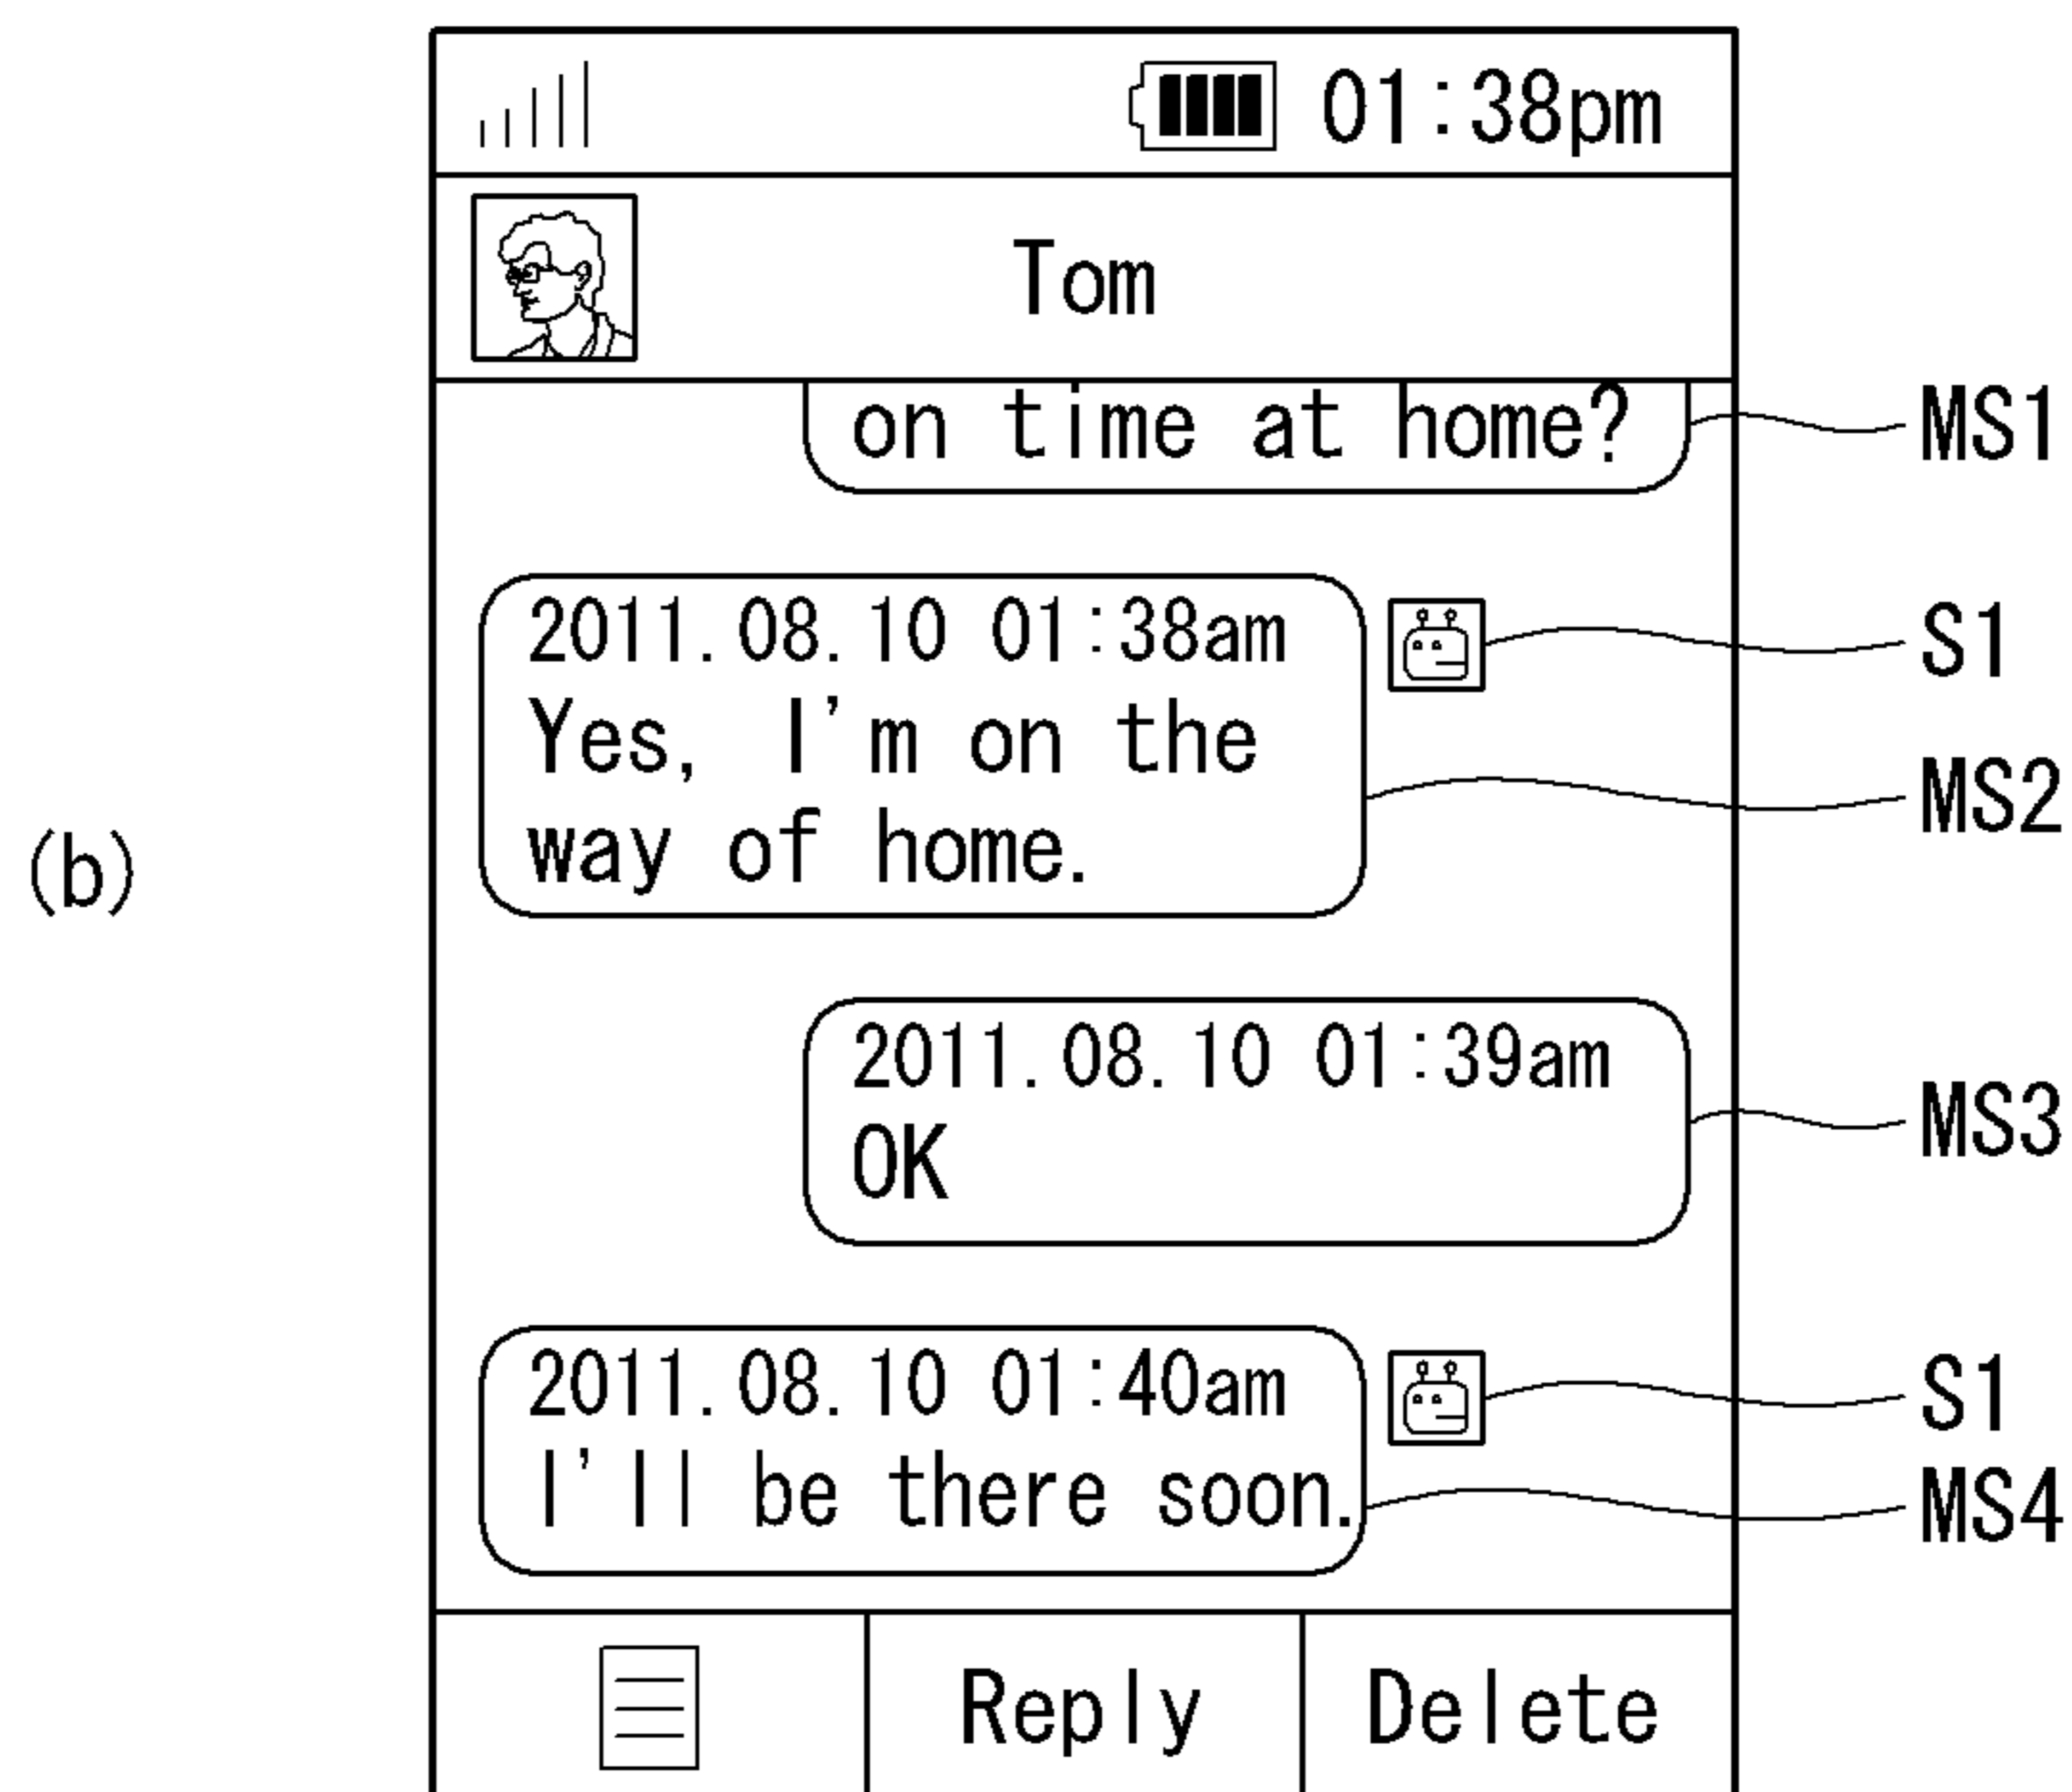 01:38pm
Tom
on time at home?
MS1
2011.08.10 01:38am
S1
Yes, I'm on the
way of home.
MS2
(b)
2011.08.10 01:39am
OK
MS3
2011.08.10 01:40am
S1
I'll be there soon.
MS4
Reply
Delete